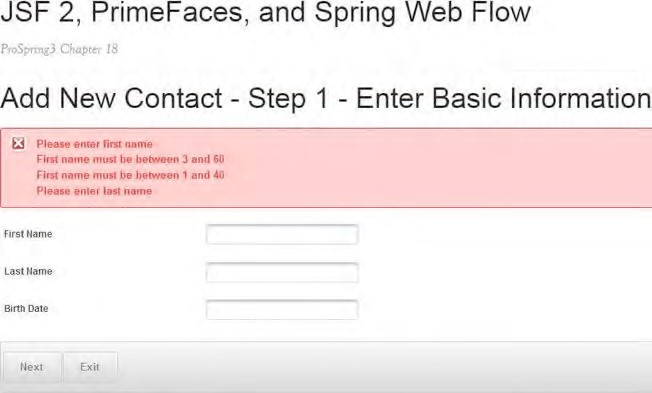 JSF 2, PrimeFaces, and Spring Web Flow
ProSpring3 Chapter 18
Add New Contact - Step 1 - Enter Basic Information
Please enter first name
First name must be between 3 and 60
First name must be between 1 and 40
Please enter last name
First Name
Last Name
Birth Date
Next Exit